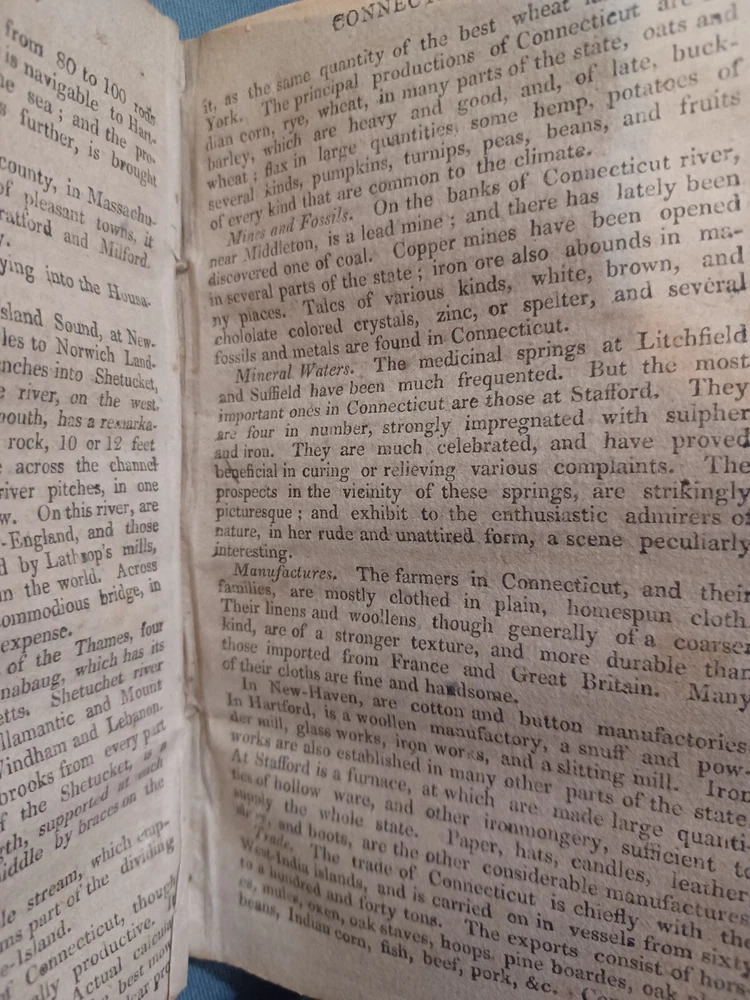 from 80 to 100 rods
is navigable to Hart-
e sea ; and the pro-
s further, is brought
county, in Massachu-
of pleasant towns, it
ratford and Milford.
y.
ying into the Housa-
sland Sound, at New-
les to Norwich Land-
nches into Shetucket,
e river, on the west.
mouth, has a remarka-
rock, 10 or 12 feet
across the channel
river pitches, in one
w. On this river, are
-England, and those
d by Lathrop's mills,
in the world. Across
ommodious bridge, in
expense.
of the Thames, four
nabaug, which has its
etts. Shetucket river
llamantic and Mount
Windham and Lebanon.
brooks from every part
f the Shetucket, is a
rth, supported at each
middle by braces on the
le stream, which emp-
ms part of the dividing
e-Island.
of Connecticut, though
ally productive. It
Actual calcula
best mow
lear pro
CONNECT
it, as the same quantity of the best wheat
York. The principal productions of Connecticut are
dian corn, rye, wheat, in many parts of the state, oats and
barley, which are heavy and good, and, of late, buck-
wheat ; flax in large quantities, some hemp, potatoes of
several kinds, pumpkins, turnips, peas, beans, and fruits
of every kind that are common to the climate.
Mines and Fossils. On the banks of Connecticut river,
near Middleton, is a lead mine ; and there has lately been
discovered one of coal. Copper mines have been opened
in several parts of the state ; iron ore also abounds in ma-
ny places. Talcs of various kinds, white, brown, and
chololate colored crystals, zinc, or spelter, and several
fossils and metals are found in Connecticut.
Mineral Waters. The medicinal springs at Litchfield
and Suffield have been much frequented. But the most
important ones in Connecticut are those at Stafford. They
are four in number, strongly impregnated with sulpher
and iron. They are much celebrated, and have proved
beneficial in curing or relieving various complaints. The
prospects in the vicinity of these springs, are strikingly
picturesque ; and exhibit to the enthusiastic admirers of
nature, in her rude and unattired form, a scene peculiarly
interesting.
Manufactures. The farmers in Connecticut, and their
families, are mostly clothed in plain, homespun cloth.
Their linens and woollens, though generally of a coarser
kind, are of a stronger texture, and more durable than
those imported from France and Great Britain. Many
of their cloths are fine and handsome.
In New-Haven, are cotton and button manufactories.
In Hartford, is a woollen manufactory, a snuff and pow-
der mill, glass works, iron works, and a slitting mill. Iron
works are also established in many other parts of the state.
At Stafford is a furnace, at which are made large quanti-
ties of hollow ware, and other ironmongery, sufficient to
supply the whole state. Paper, hats, candles, leather
and boots, are the other considerable manufactures.
Trade. The trade of Connecticut is chiefly with the
West-India islands, and is carried on in vessels from sixty
to a hundred and forty tons. The exports consist of hors-
es, mules, oxen, oak staves, hoops, pine boardes, oak
beans, Indian corn, fish, beef, pork, &c.